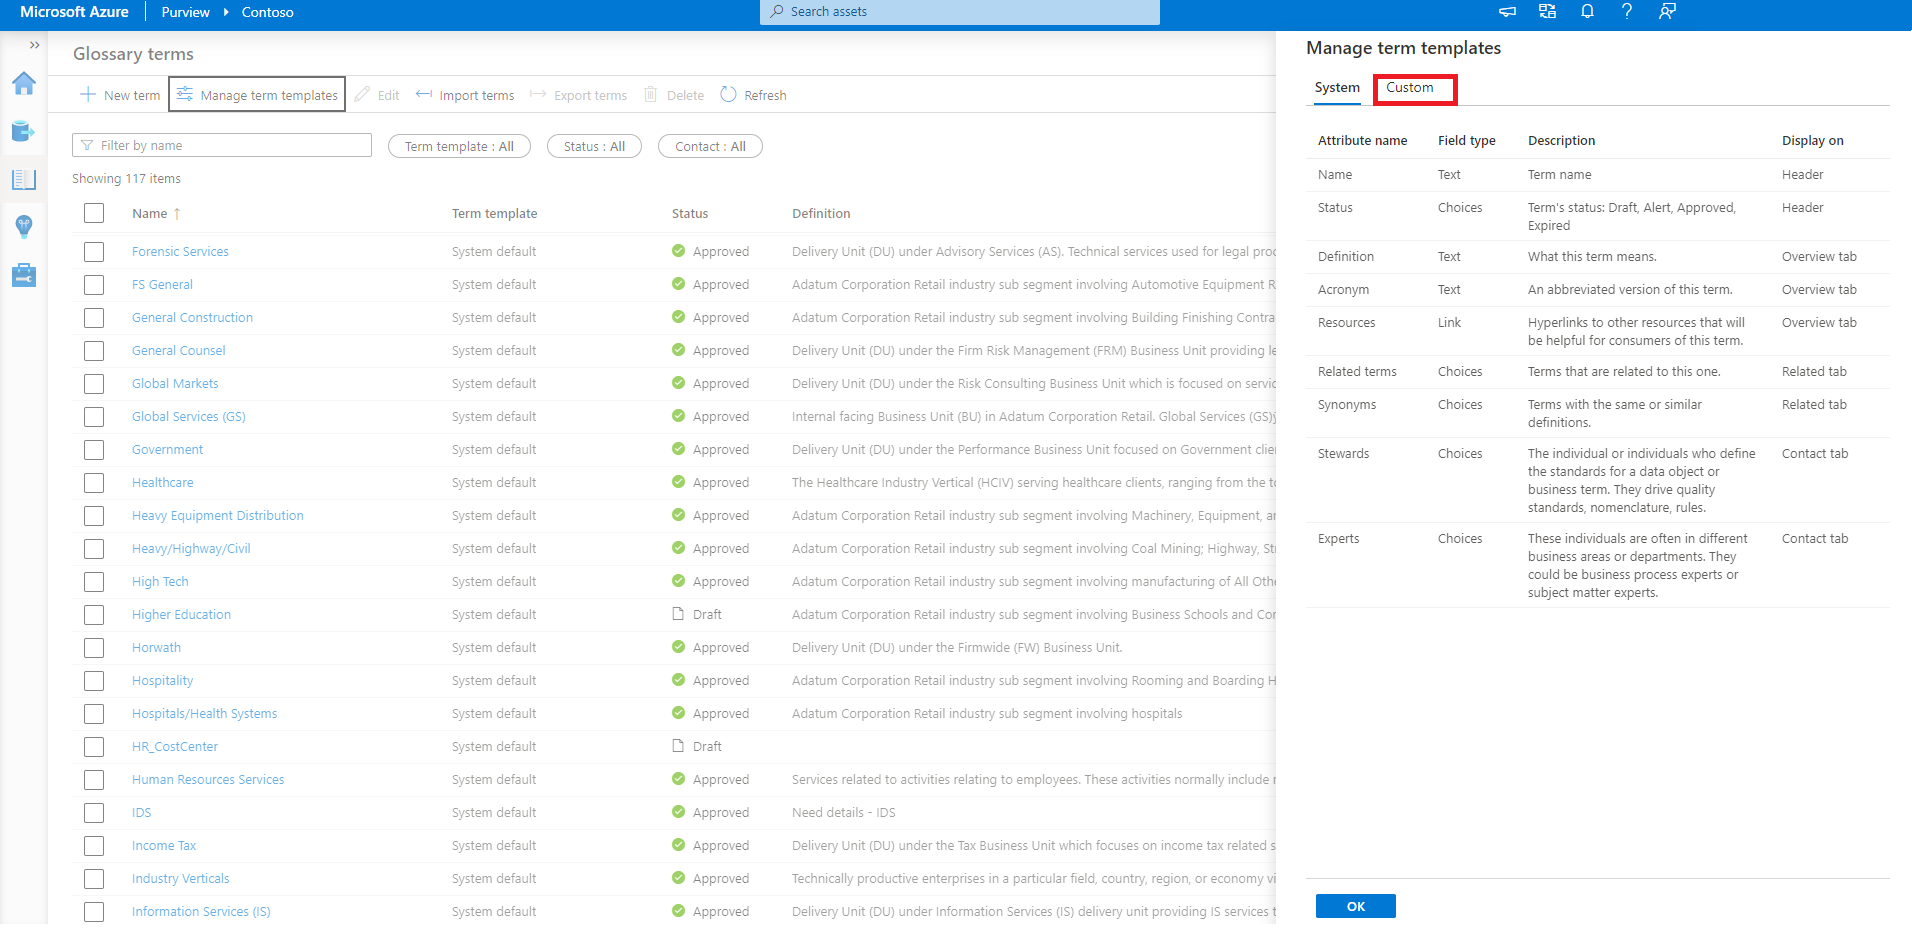 Microsoft Azure Purview Contoso Search assets
Glossary terms
New term Manage term templates Edit Import terms Export terms Delete Refresh
Filter by name Term template : All Status : All Contact : All
Showing 117 items
Name ↑ Term template Status Definition
Forensic Services System default Approved Delivery Unit (DU) under Advisory Services (AS). Technical services used for legal proc
FS General System default Approved Adatum Corporation Retail industry sub segment involving Automotive Equipment R
General Construction System default Approved Adatum Corporation Retail industry sub segment involving Building Finishing Contra
General Counsel System default Approved Delivery Unit (DU) under the Firm Risk Management (FRM) Business Unit providing le
Global Markets System default Approved Delivery Unit (DU) under the Risk Consulting Business Unit which is focused on servic
Global Services (GS) System default Approved Internal facing Business Unit (BU) in Adatum Corporation Retail. Global Services (GS)ÿ
Government System default Approved Delivery Unit (DU) under the Performance Business Unit focused on Government clie
Healthcare System default Approved The Healthcare Industry Vertical (HCIV) serving healthcare clients, ranging from the to
Heavy Equipment Distribution System default Approved Adatum Corporation Retail industry sub segment involving Machinery, Equipment, a
Heavy/Highway/Civil System default Approved Adatum Corporation Retail industry sub segment involving Coal Mining; Highway, St
High Tech System default Approved Adatum Corporation Retail industry sub segment involving manufacturing of All Othe
Higher Education System default Draft Adatum Corporation Retail industry sub segment involving Business Schools and Co
Horwath System default Approved Delivery Unit (DU) under the Firmwide (FW) Business Unit.
Hospitality System default Approved Adatum Corporation Retail industry sub segment involving Rooming and Boarding H
Hospitals/Health Systems System default Approved Adatum Corporation Retail industry sub segment involving hospitals
HR_CostCenter System default Draft
Human Resources Services System default Approved Services related to activities relating to employees. These activities normally include r
IDS System default Approved Need details - IDS
Income Tax System default Approved Delivery Unit (DU) under the Tax Business Unit which focuses on income tax related s
Industry Verticals System default Approved Technically productive enterprises in a particular field, country, region, or economy vi
Information Services (IS) System default Approved Delivery Unit (DU) under Information Services (IS) delivery unit providing IS services t
Manage term templates
System Custom
Attribute name Field type Description Display on
Name Text Term name Header
Status Choices Term's status: Draft, Alert, Approved, Header
Expired
Definition Text What this term means. Overview tab
Acronym Text An abbreviated version of this term. Overview tab
Resources Link Hyperlinks to other resources that will Overview tab
be helpful for consumers of this term.
Related terms Choices Terms that are related to this one. Related tab
Synonyms Choices Terms with the same or similar Related tab
definitions.
Stewards Choices The individual or individuals who define Contact tab
the standards for a data object or
business term. They drive quality
standards, nomenclature, rules.
Experts Choices These individuals are often in different Contact tab
business areas or departments. They
could be business process experts or
subject matter experts.
OK